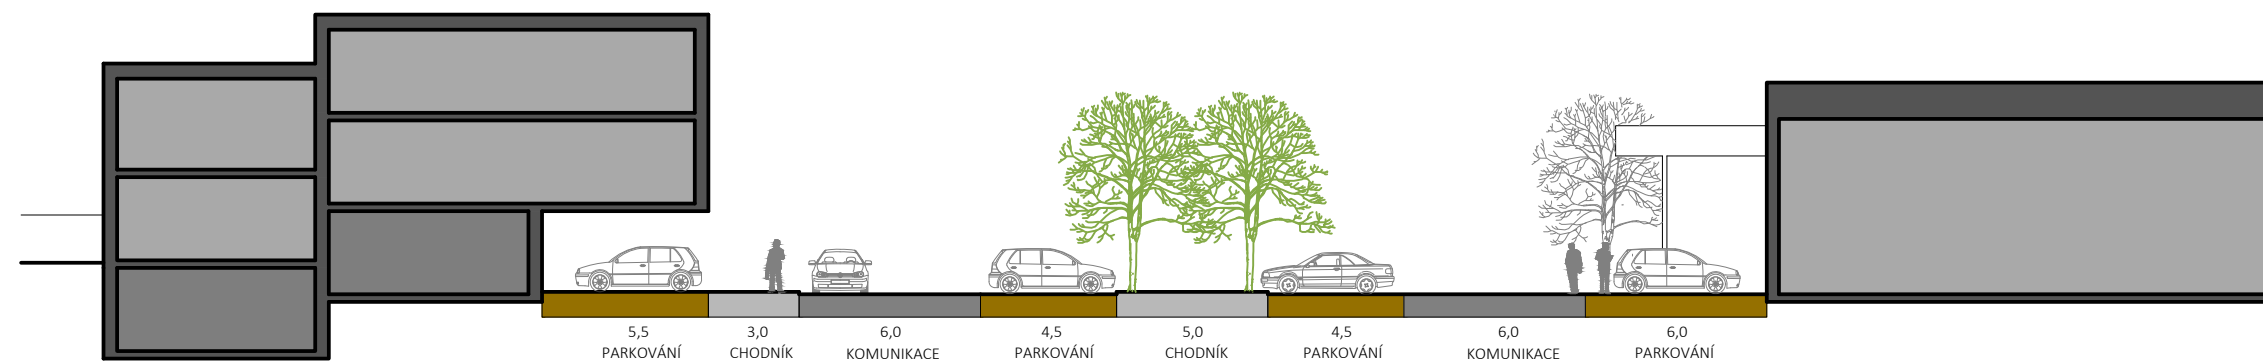 5,5 3,0 6,0 4,5 5,0 4,5 6,0 6,0
PARKOVÁNÍ CHODNÍK KOMUNIKACE PARKOVÁNÍ CHODNÍK PARKOVÁNÍ KOMUNIKACE PARKOVÁNÍ